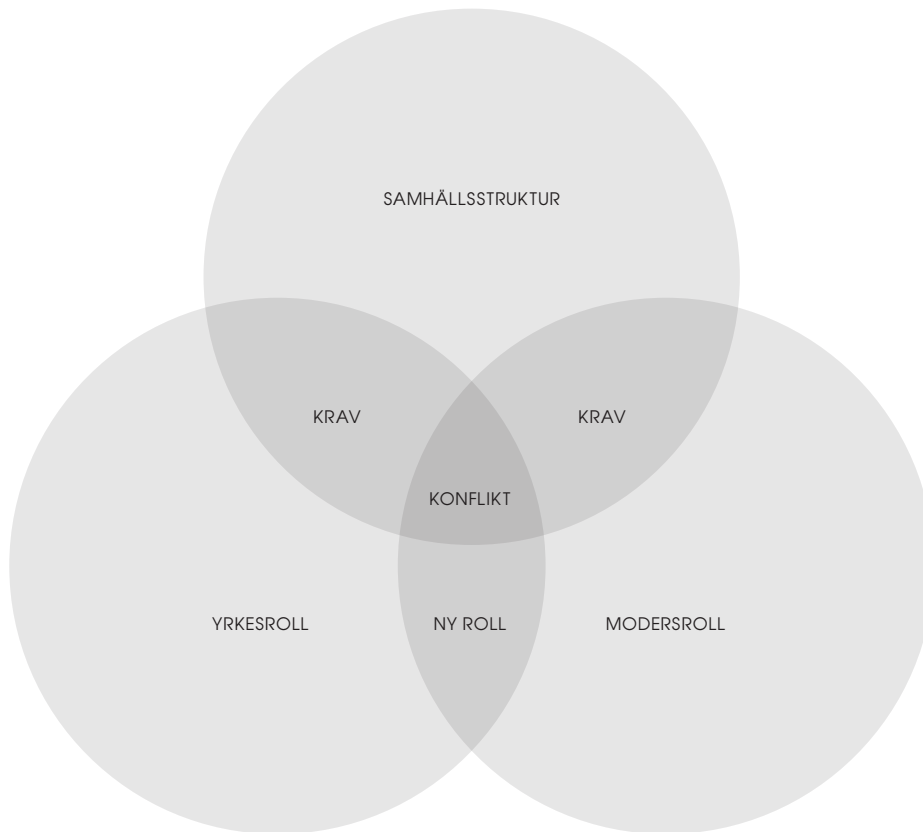 SAMHÄLLSSTRUKTUR
KRAV
KRAV
KONFLIKT
YRKESROLL
NY ROLL
MODERSROLL